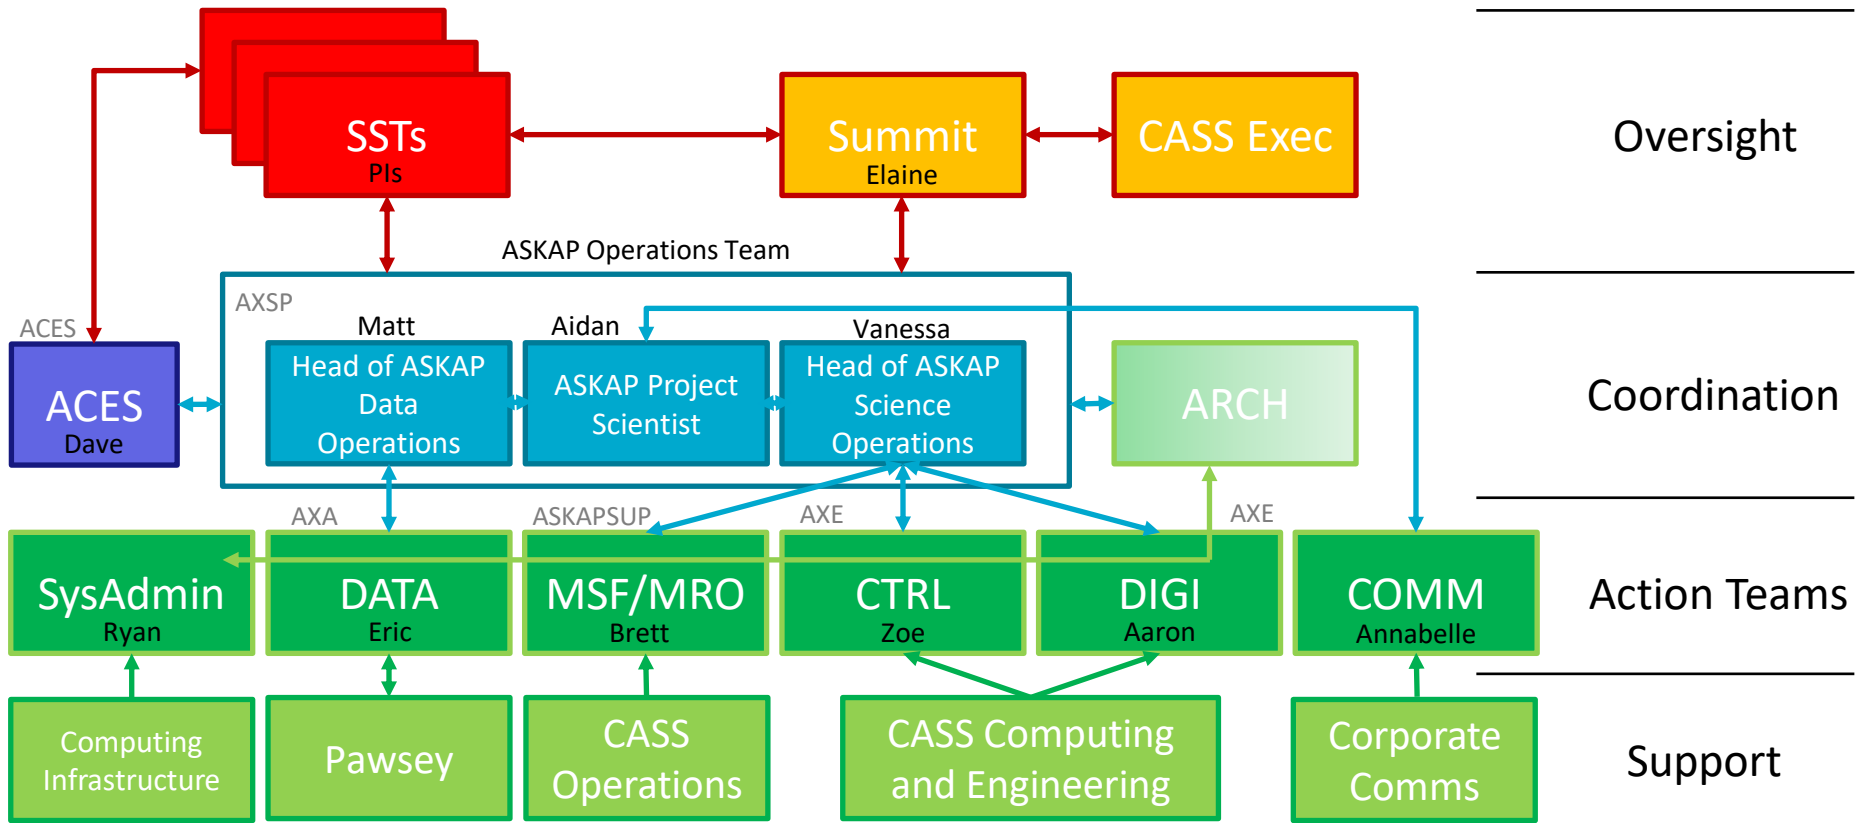 SSTs
PIs
Summit
Elaine
CASS Exec
Oversight
ASKAP Operations Team
AXSP
ACES
ACES
Dave
Matt
Head of ASKAP
Data
Operations
Aidan
ASKAP Project
Scientist
Vanessa
Head of ASKAP
Science
Operations
ARCH
Coordination
AXA
ASKAPSUP
AXE
AXE
SysAdmin
Ryan
DATA
Eric
MSF/MRO
Brett
CTRL
Zoe
DIGI
Aaron
COMM
Annabelle
Action Teams
Computing
Infrastructure
Pawsey
CASS
Operations
CASS Computing
and Engineering
Corporate
Comms
Support